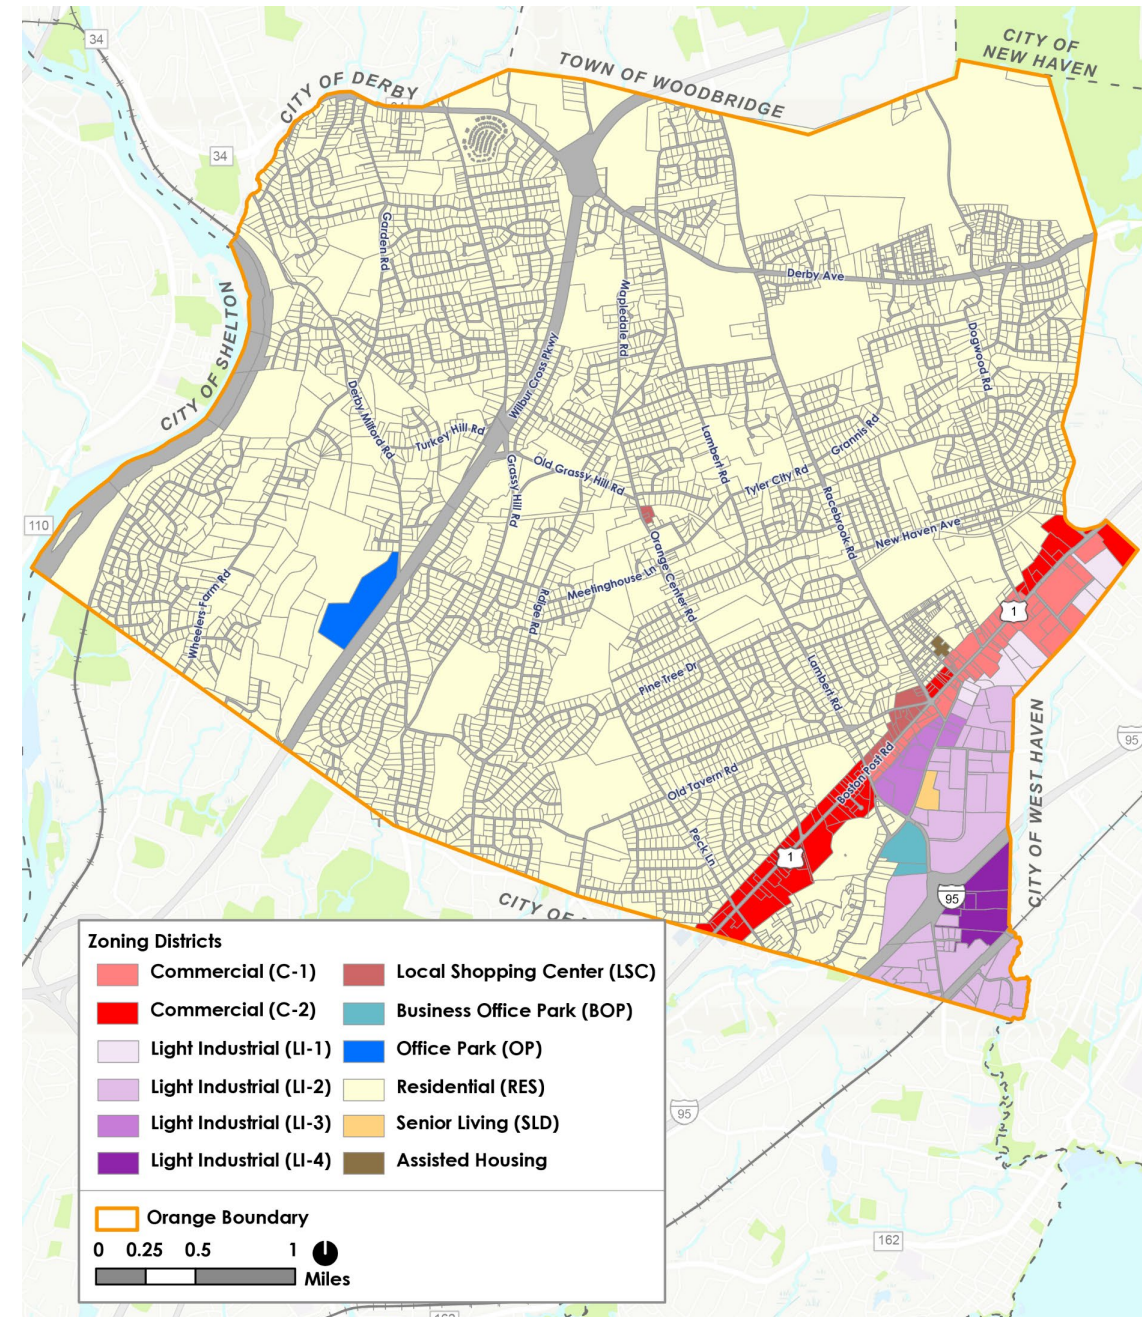 CITY OF
NEW HAVEN
34
TOWN OF WOODBRIDGE
CITY OF DERBY
34
34
Garden Rd
Derby Ave
Mapledale Rd
CITY OF SHELTON
Dogwood Rd
Wilbur Cross Pkwy
Derby Milford Rd
Turkey Hill Rd
Grannis Rd
Lambert Rd
Old Grassy Hill Rd
Tyler City Rd
Grassy Hill Rd
Racebrook Rd
110
New Haven Ave
Orange Center Rd
Meetinghouse Ln
Wheelers Farm Rd
Rdige Rd
1
Pine Tree Dr
Lambert Rd
95
Boston Post Rd
Old Tavern Rd
CITY OF WEST HAVEN
Peck Ln
1
95
CITY OF
Zoning Districts
Commercial (C-1)
Commercial (C-2)
Light Industrial (LI-1)
Light Industrial (LI-2)
Light Industrial (LI-3)
Light Industrial (LI-4)
Local Shopping Center (LSC)
Business Office Park (BOP)
Office Park (OP)
Residential (RES)
Senior Living (SLD)
Assisted Housing
Orange Boundary
0 0.25 0.5 1
Miles
95
162
162